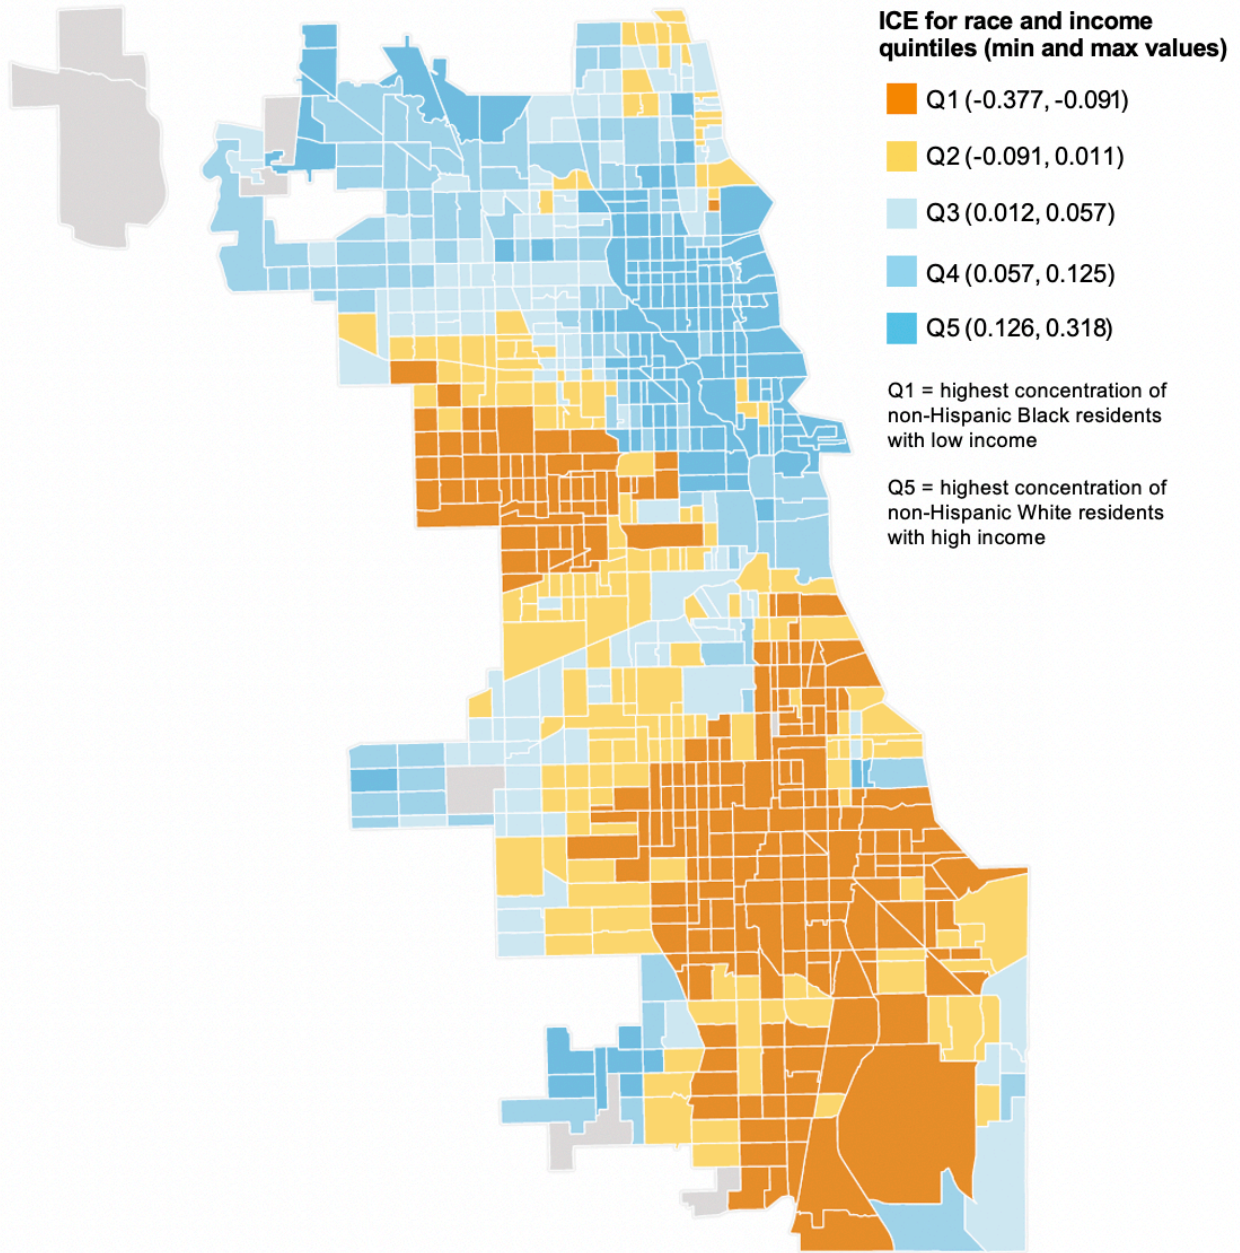 ICE for race and income
quintiles (min and max values)
Q1 (-0.377, -0.091)
Q2 (-0.091, 0.011)
Q3 (0.012, 0.057)
Q4 (0.057, 0.125)
Q5 (0.126, 0.318)
Q1 = highest concentration of
non-Hispanic Black residents
with low income
Q5 = highest concentration of
non-Hispanic White residents
with high income